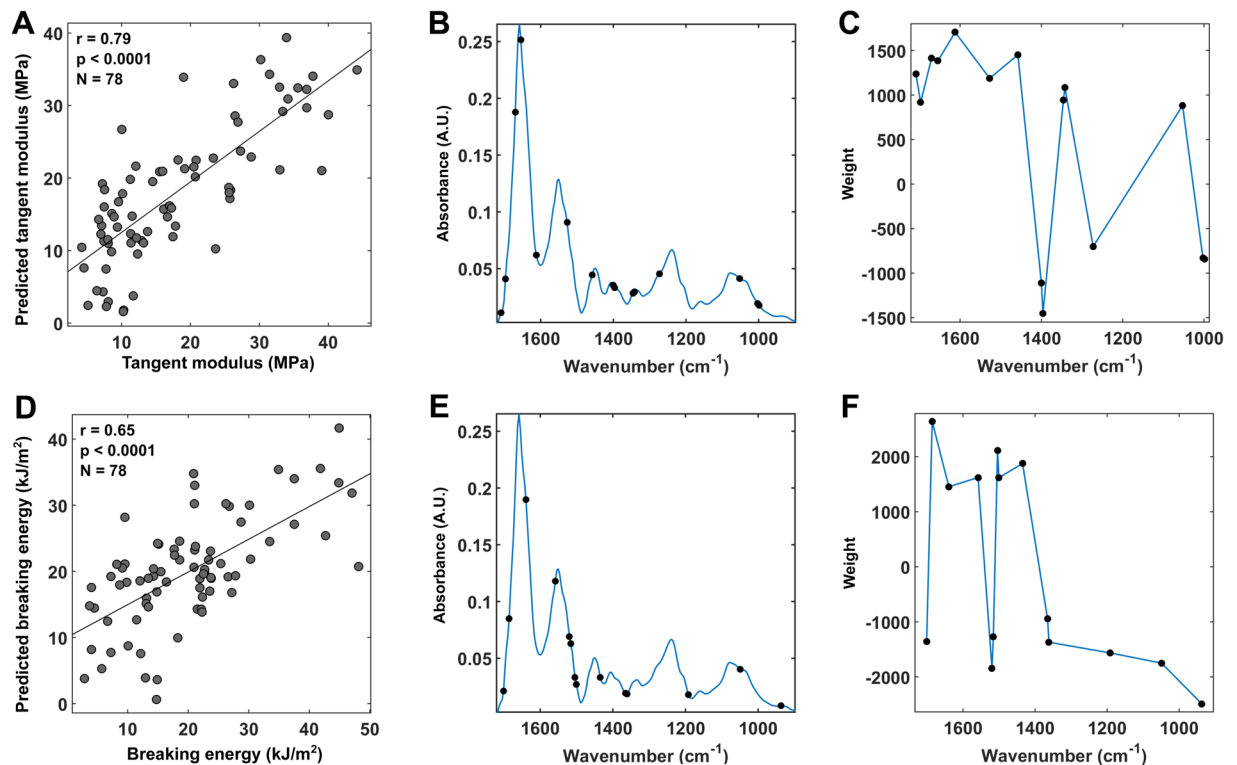 A
r = 0.79
p < 0.0001
N = 78
40
30
20
10
0
10
20
30
40
Tangent modulus (MPa)
Predicted tangent modulus (MPa)
B
0.25
0.2
0.15
0.1
0.05
1600
1400
1200
1000
Wavenumber (cm-1)
Absorbance (A.U.)
C
1500
1000
500
0
-500
-1000
-1500
1600
1400
1200
1000
Wavenumber (cm-1)
Weight
D
r = 0.65
p < 0.0001
N = 78
40
30
20
10
0
10
20
30
40
50
Breaking energy (kJ/m2)
Predicted breaking energy (kJ/m2)
E
0.25
0.2
0.15
0.1
0.05
1600
1400
1200
1000
Wavenumber (cm-1)
Absorbance (A.U.)
F
2000
1000
0
-1000
-2000
1600
1400
1200
1000
Wavenumber (cm-1)
Weight